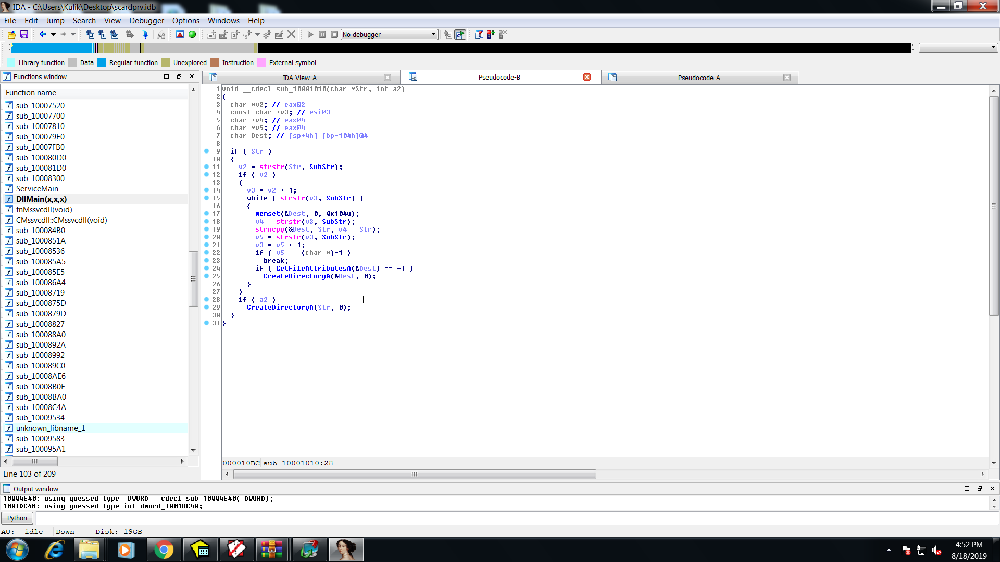 IDA - C:\Users\Kulik\Desktop\scardprv.idb
File Edit Jump Search View Debugger Options Windows Help
No debugger
Library function Data Regular function Unexplored Instruction External symbol
Functions window
Function name
sub_10007520
sub_10007700
sub_10007810
sub_100079E0
sub_10007FB0
sub_100080D0
sub_100081D0
sub_10008300
ServiceMain
DllMain(x,x,x)
fnMssvcdll(void)
CMssvcdll::CMssvcdll(void)
sub_100084B0
sub_1000851A
sub_10008536
sub_100085A5
sub_100085E5
sub_100086A4
sub_10008719
sub_1000875D
sub_1000879D
sub_10008827
sub_100088A0
sub_1000892A
sub_10008992
sub_100089C0
sub_10008AE6
sub_10008B0E
sub_10008BA0
sub_10008C4A
sub_10009534
unknown_libname_1
sub_10009583
sub_100095A1
Line 103 of 209
IDA View-A Pseudocode-B Pseudocode-A
1 void __cdecl sub_10001010(char *Str, int a2)
2 {
3 char *v2; // eax@2
4 const char *v3; // esi@3
5 char *v4; // eax@4
6 char *v5; // eax@4
7 char Dest; // [sp+4h] [bp-104h]@4
8
9 if ( Str )
10 {
11 v2 = strstr(Str, SubStr);
12 if ( v2 )
13 {
14 v3 = v2 + 1;
15 while ( strstr(v3, SubStr) )
16 {
17 memset(&Dest, 0, 0x104u);
18 v4 = strstr(v3, SubStr);
19 strncpy(&Dest, Str, v4 - Str);
20 v5 = strstr(v3, SubStr);
21 v3 = v5 + 1;
22 if ( v5 == (char *)-1 )
23 break;
24 if ( GetFileAttributesA(&Dest) == -1 )
25 CreateDirectoryA(&Dest, 0);
26 }
27 }
28 if ( a2 )
29 CreateDirectoryA(Str, 0);
30 }
31 }
000010BC sub_10001010:28
Output window
10004E40: using guessed type _DWORD __cdecl sub_10004E40(_DWORD);
1001DC48: using guessed type int dword_1001DC48;
Python
AU: idle Down Disk: 19GB
4:52 PM
8/18/2019